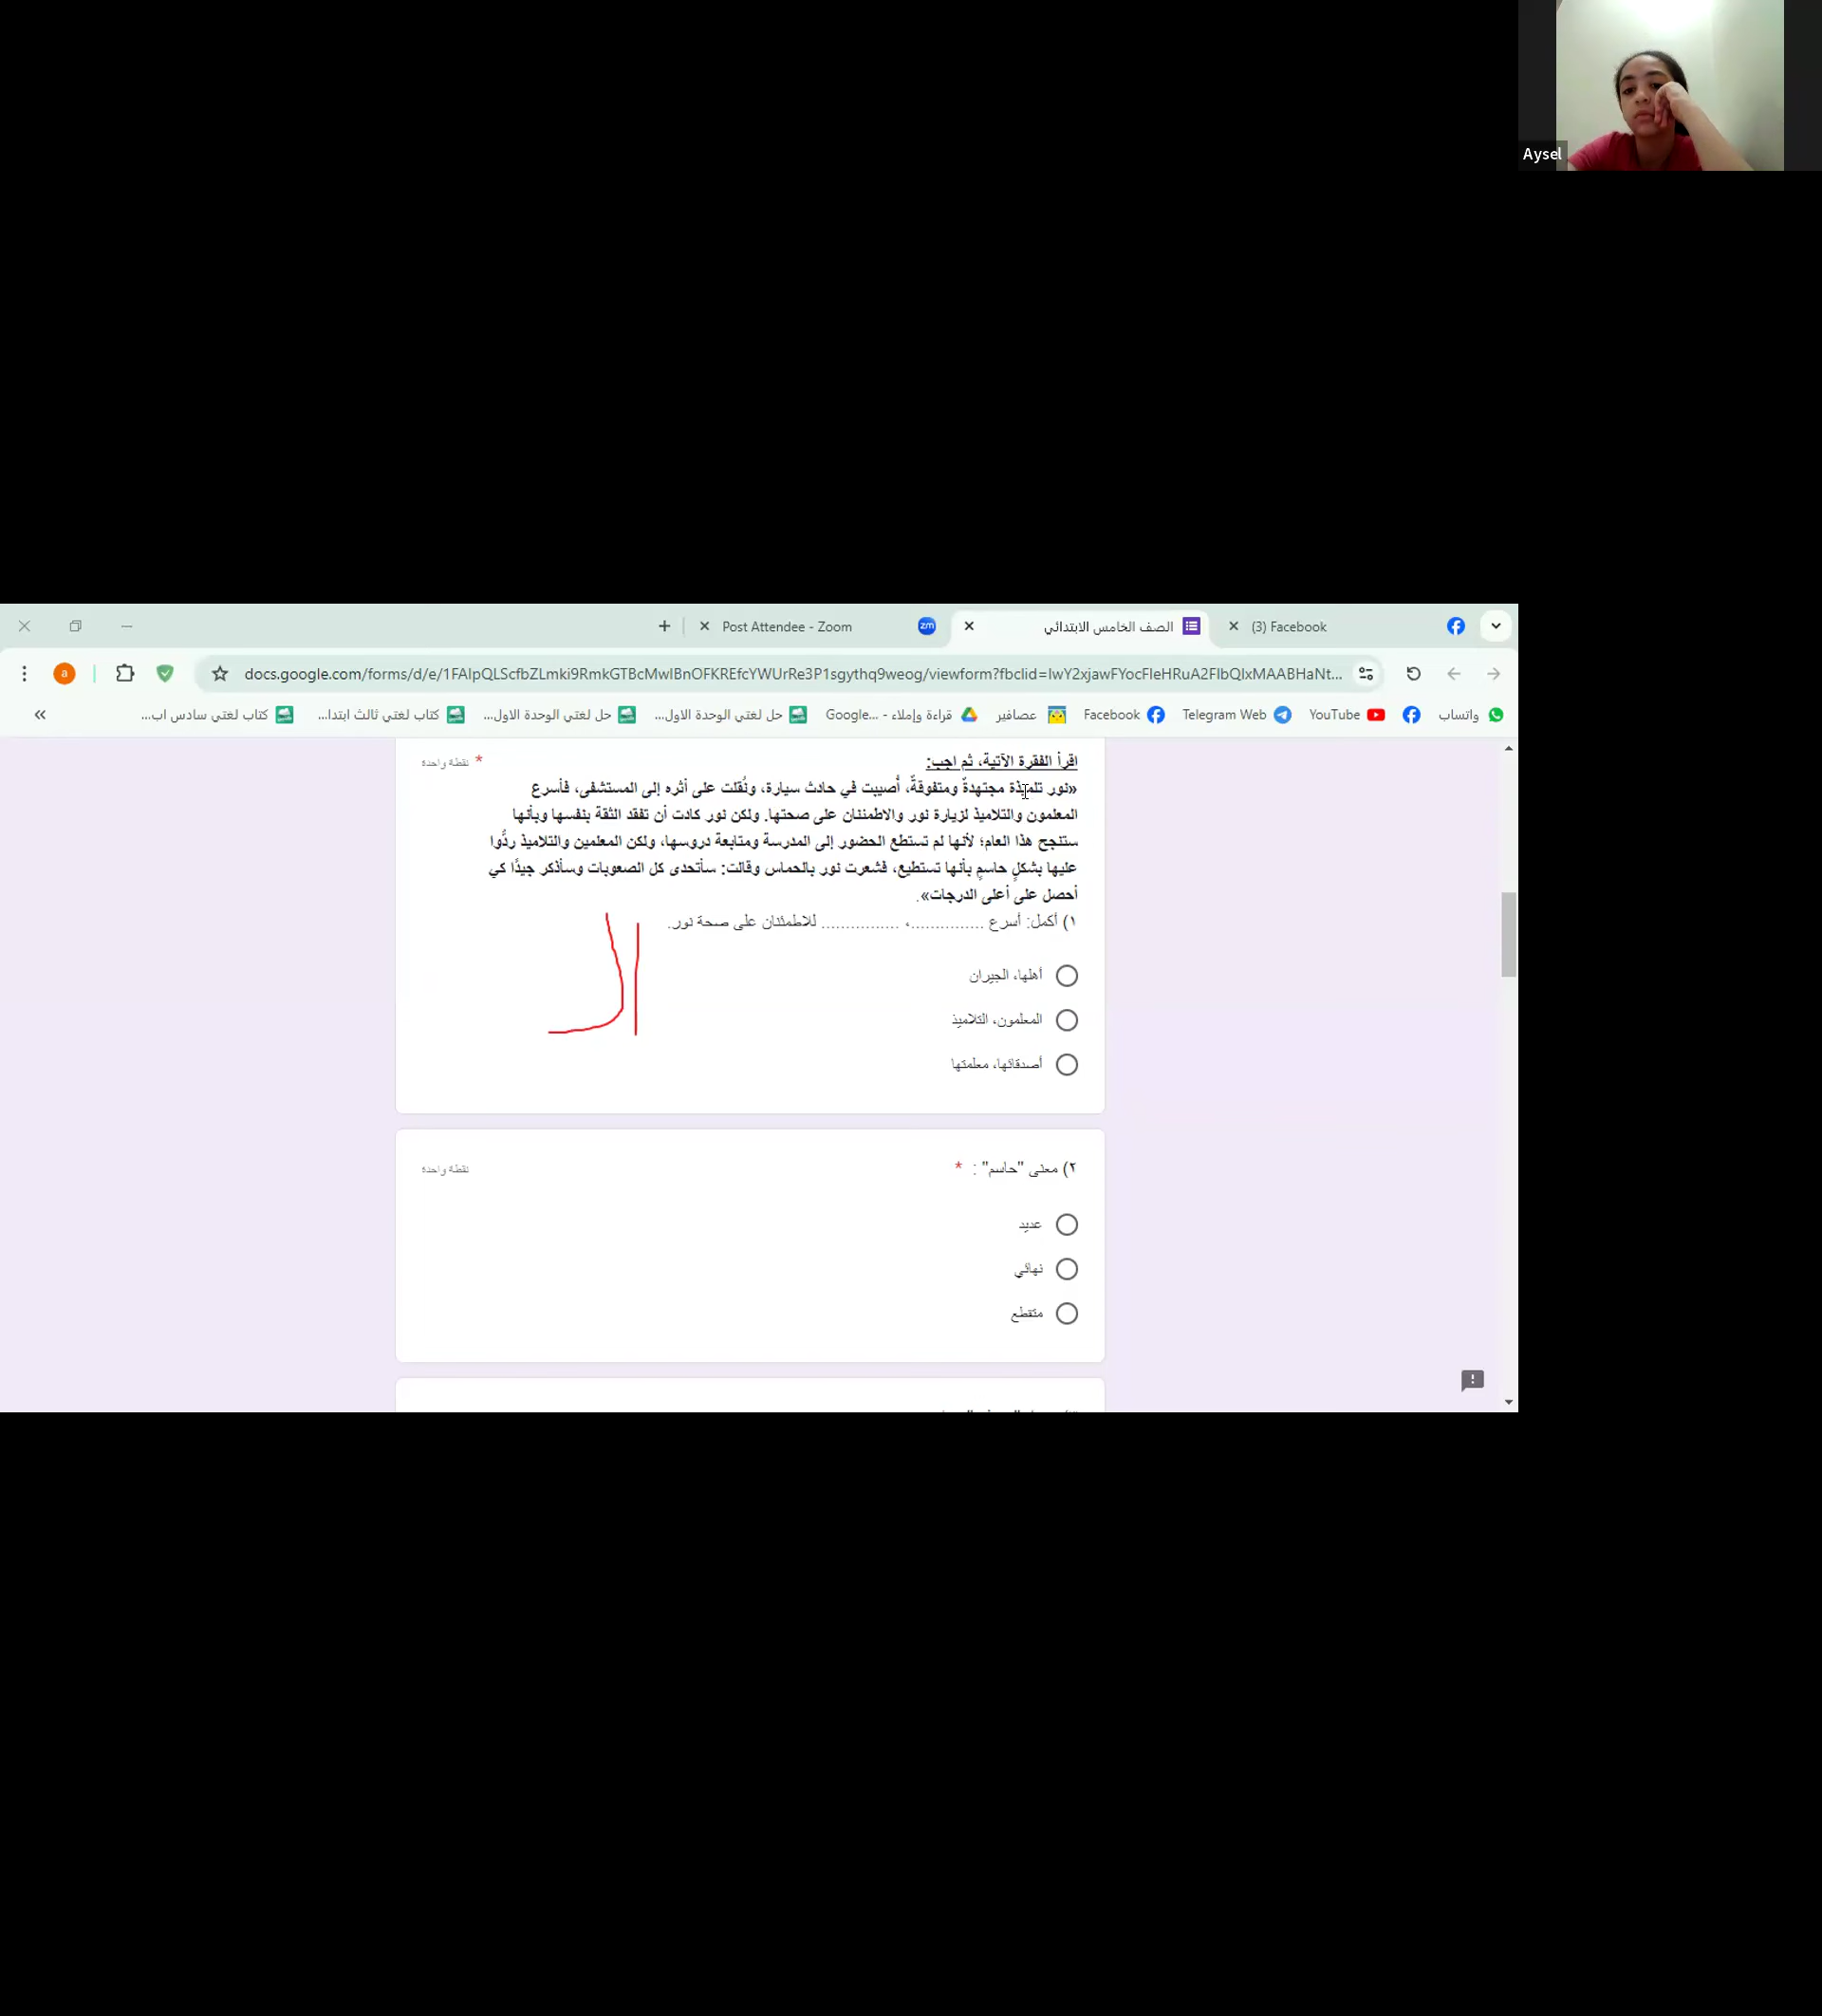 Aysel
(3) Facebook
الصف الخامس الابتدائي
Post Attendee - Zoom
zm
docs.google.com/forms/d/e/1FAIpQLScfbZLmki9RmkGTBcMwIBnOFKREfcYWUrRe3P1sgythq9weog/viewform?fbclid=IwY2xjawFYocFleHRuA2FlbQIxMAABHaNt...
a
واتساب
YouTube
Telegram Web
Facebook
عصافير
قراءة وإملاء - Google...
حل لغتي الوحدة الاول...
حل لغتي الوحدة الاول...
كتاب لغتي ثالث ابتدا...
كتاب لغتي سادس اب...
اقرأ الفقرة الآتية، ثم اجب: * نقطة واحدة
«نور تلميذة مجتهدةٌ ومتفوقةٌ، أُصيبت في حادث سيارة، ونُقلت على أثره إلى المستشفى، فأسرع
المعلمون والتلاميذ لزيارة نور والاطمئنان على صحتها. ولكن نور كادت أن تفقد الثقة بنفسها وبأنها
ستنجح هذا العام؛ لأنها لم تستطع الحضور إلى المدرسة ومتابعة دروسها، ولكن المعلمين والتلاميذ ردُّوا
عليها بشكلٍ حاسمٍ بأنها تستطيع، فشعرت نور بالحماس وقالت: سأتحدى كل الصعوبات وسأذكر جيدًا كي
أحصل على أعلى الدرجات».
١) أكمل: أسرع ...............، ................ للاطمئنان على صحة نور.
أهلها، الجيران
المعلمون، التلاميذ
أصدقائها، معلمتها
٢) معنى "حاسم" : * نقطة واحدة
عديد
نهائي
متقطع